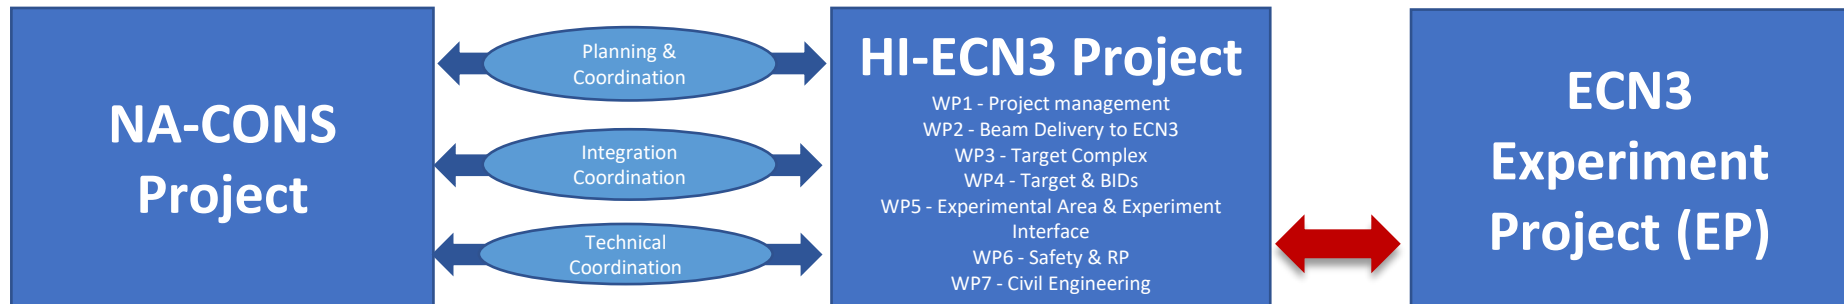 NA-CONS
Project
Planning &
Coordination
Integration
Coordination
Technical
Coordination
HI-ECN3 Project
WP1 - Project management
WP2 - Beam Delivery to ECN3
WP3 - Target Complex
WP4 - Target & BIDs
WP5 - Experimental Area & Experiment
Interface
WP6 - Safety & RP
WP7 - Civil Engineering
ECN3
Experiment
Project (EP)